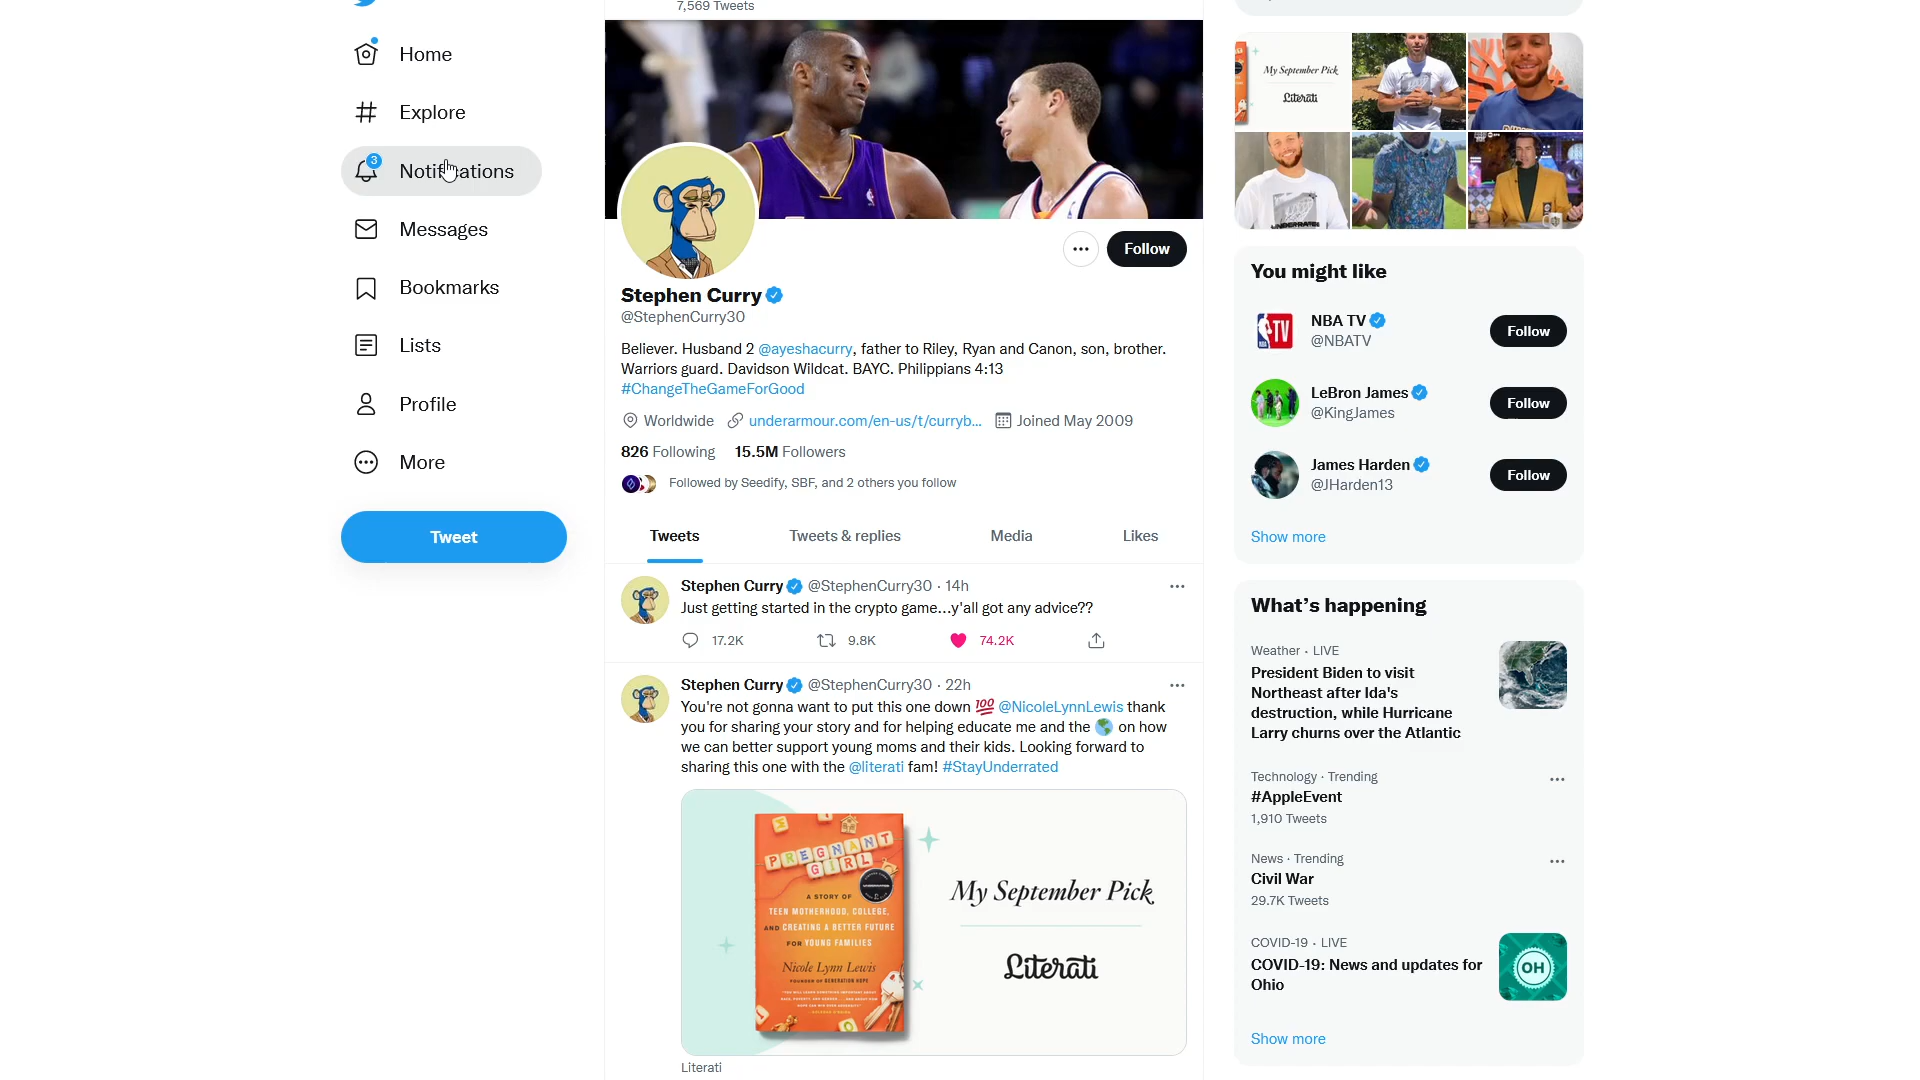 7,569 Tweets
Home
Explore
3
Notifications
Messages
Bookmarks
Lists
Profile
More
Tweet
Follow
Stephen Curry
@StephenCurry30
Believer. Husband 2 @ayeshacurry, father to Riley, Ryan and Canon, son, brother.
Warriors guard. Davidson Wildcat. BAYC. Philippians 4:13
#ChangeTheGameForGood
Worldwide underarmour.com/en-us/t/curryb... Joined May 2009
826 Following 15.5M Followers
Followed by Seedify, SBF, and 2 others you follow
Tweets Tweets & replies Media Likes
Stephen Curry @StephenCurry30 · 14h
Just getting started in the crypto game...y'all got any advice??
17.2K 9.8K 74.2K
Stephen Curry @StephenCurry30 · 22h
You're not gonna want to put this one down 💯 @NicoleLynnLewis thank
you for sharing your story and for helping educate me and the 🌎 on how
we can better support young moms and their kids. Looking forward to
sharing this one with the @literati fam! #StayUnderrated
PREGNANT
GIRL
A STORY OF
TEEN MOTHERHOOD, COLLEGE,
AND CREATING A BETTER FUTURE
FOR YOUNG FAMILIES
Nicole Lynn Lewis
FOUNDER OF GENERATION HOPE
My September Pick
Literati
Literati
My September Pick
Literati
You might like
TV
NBA TV
@NBATV
Follow
LeBron James
@KingJames
Follow
James Harden
@JHarden13
Follow
Show more
What's happening
Weather · LIVE
President Biden to visit
Northeast after Ida's
destruction, while Hurricane
Larry churns over the Atlantic
Technology · Trending
#AppleEvent
1,910 Tweets
News · Trending
Civil War
29.7K Tweets
COVID-19 · LIVE
COVID-19: News and updates for
Ohio
OH
Show more